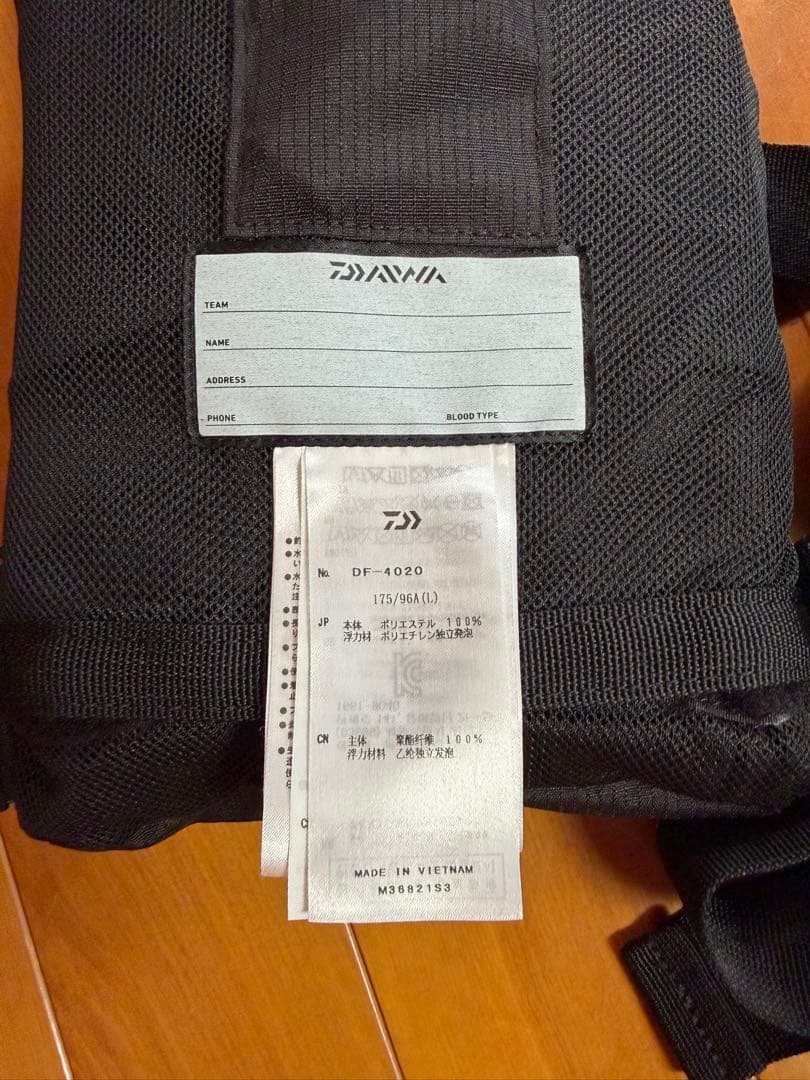 DAIWA
TEAM
NAME
ADDRESS
PHONE BLOOD TYPE
No. DF-4020
175/96A(L)
JP 本体 ポリエステル 100%
浮力材 ポリエチレン独立発泡
CN 主体 聚酯纤维 100%
浮力材料 乙纶独立发泡
MADE IN VIETNAM
M36821S3